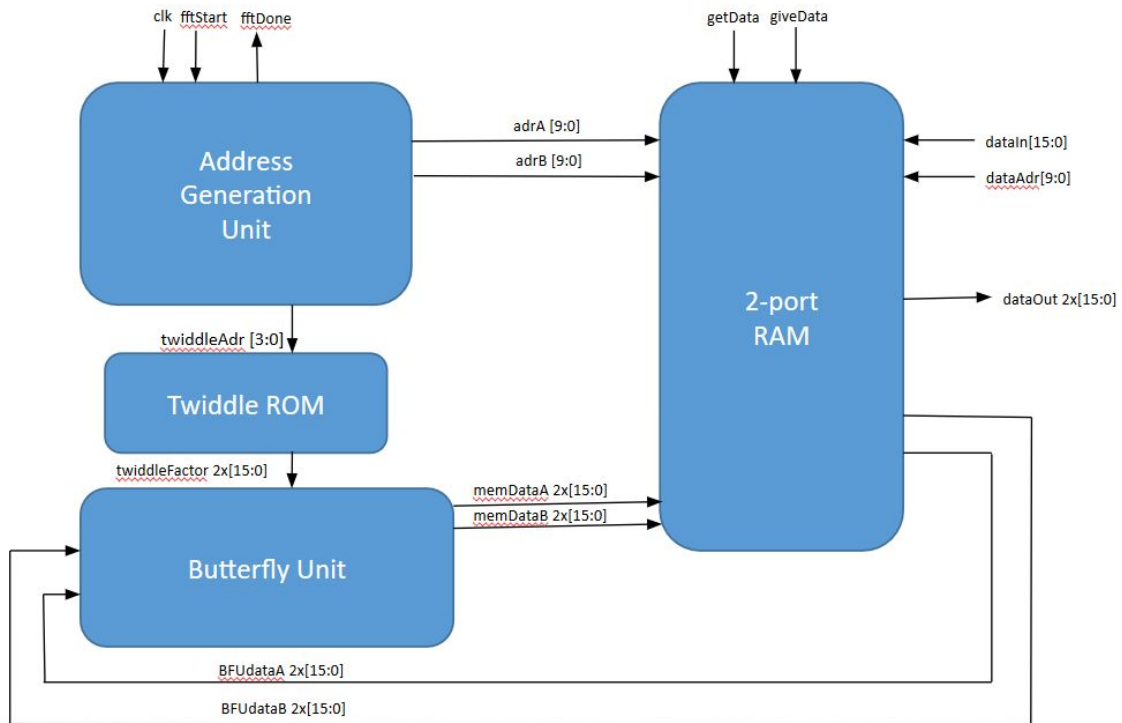 clk fftStart fftDone
getData giveData
Address
Generation
Unit
adrA [9:0]
adrB [9:0]
dataIn[15:0]
dataAdr[9:0]
2-port
RAM
dataOut 2x[15:0]
twiddleAdr [3:0]
Twiddle ROM
twiddleFactor 2x[15:0]
memDataA 2x[15:0]
memDataB 2x[15:0]
Butterfly Unit
BFUdataA 2x[15:0]
BFUdataB 2x[15:0]